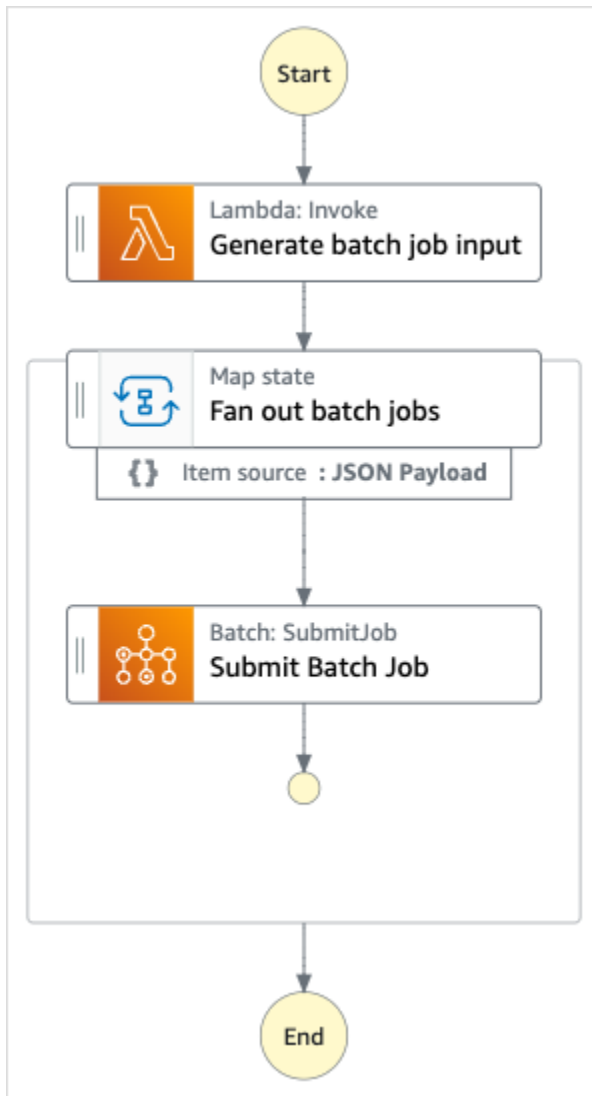 Start
Lambda: Invoke
Generate batch job input
Map state
Fan out batch jobs
{} Item source : JSON Payload
Batch: SubmitJob
Submit Batch Job
End